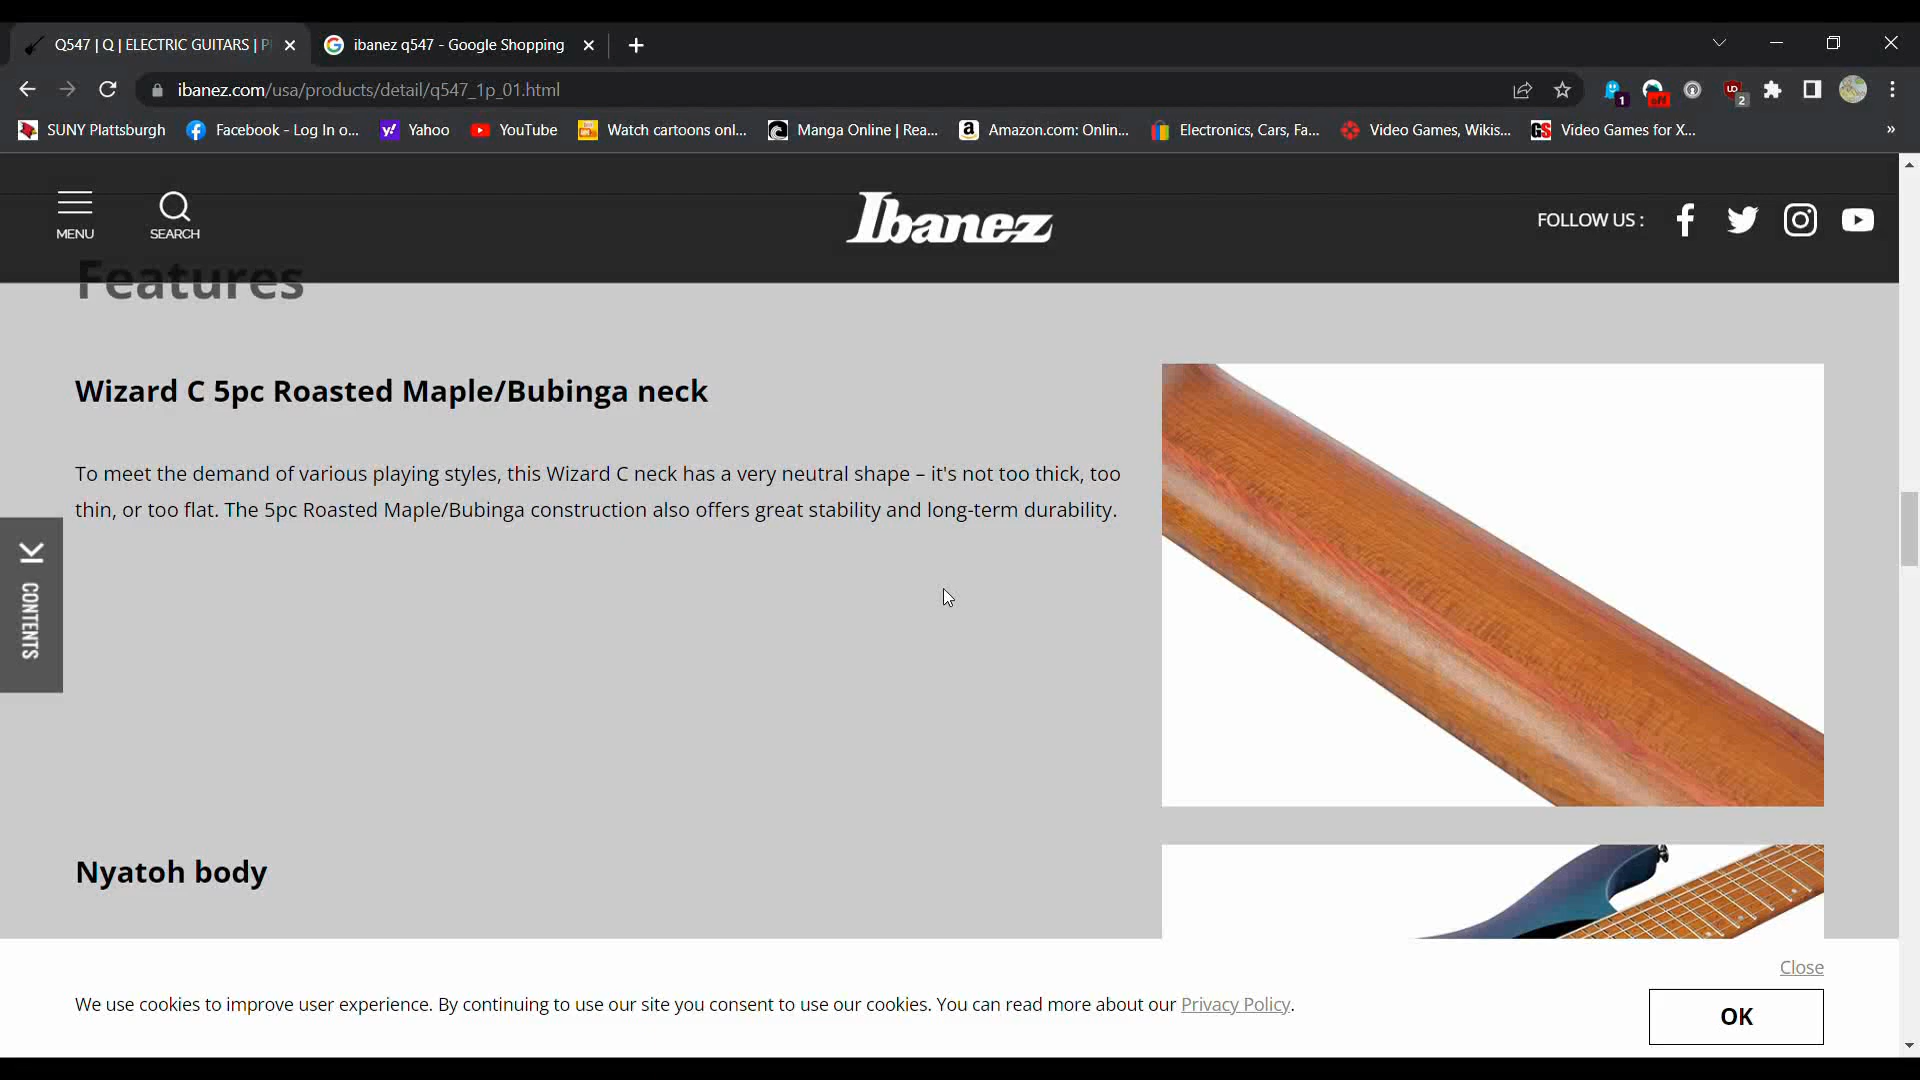 Q547 | Q | ELECTRIC GUITARS | P
ibanez q547 - Google Shopping
ibanez.com/usa/products/detail/q547_1p_01.html
1
off
UD
2
SUNY Plattsburgh
Facebook - Log In o...
y!
Yahoo
YouTube
Watch cartoons onl...
Manga Online | Rea...
a
Amazon.com: Onlin...
Electronics, Cars, Fa...
Video Games, Wikis...
GS
Video Games for X...
»
MENU
SEARCH
Ibanez
FOLLOW US :
Features
Wizard C 5pc Roasted Maple/Bubinga neck
To meet the demand of various playing styles, this Wizard C neck has a very neutral shape – it's not too thick, too
thin, or too flat. The 5pc Roasted Maple/Bubinga construction also offers great stability and long-term durability.
CONTENTS
Nyatoh body
Close
We use cookies to improve user experience. By continuing to use our site you consent to use our cookies. You can read more about our Privacy Policy.
OK